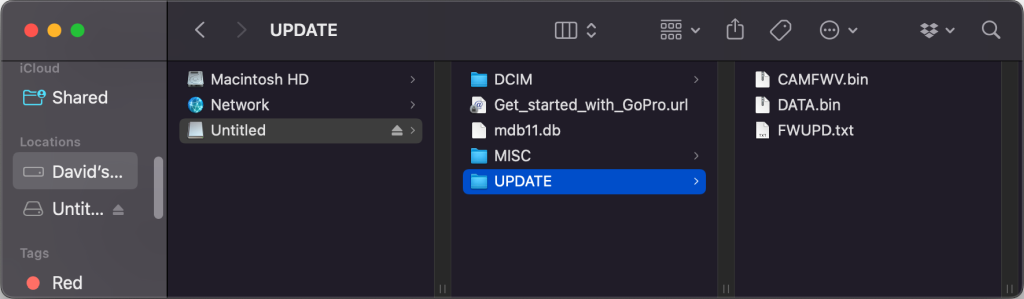 UPDATE
iCloud
Shared
Locations
David's...
Untit...
Tags
Red
Macintosh HD
Network
Untitled
DCIM
Get_started_with_GoPro.url
mdb11.db
MISC
UPDATE
CAMFWV.bin
DATA.bin
FWUPD.txt